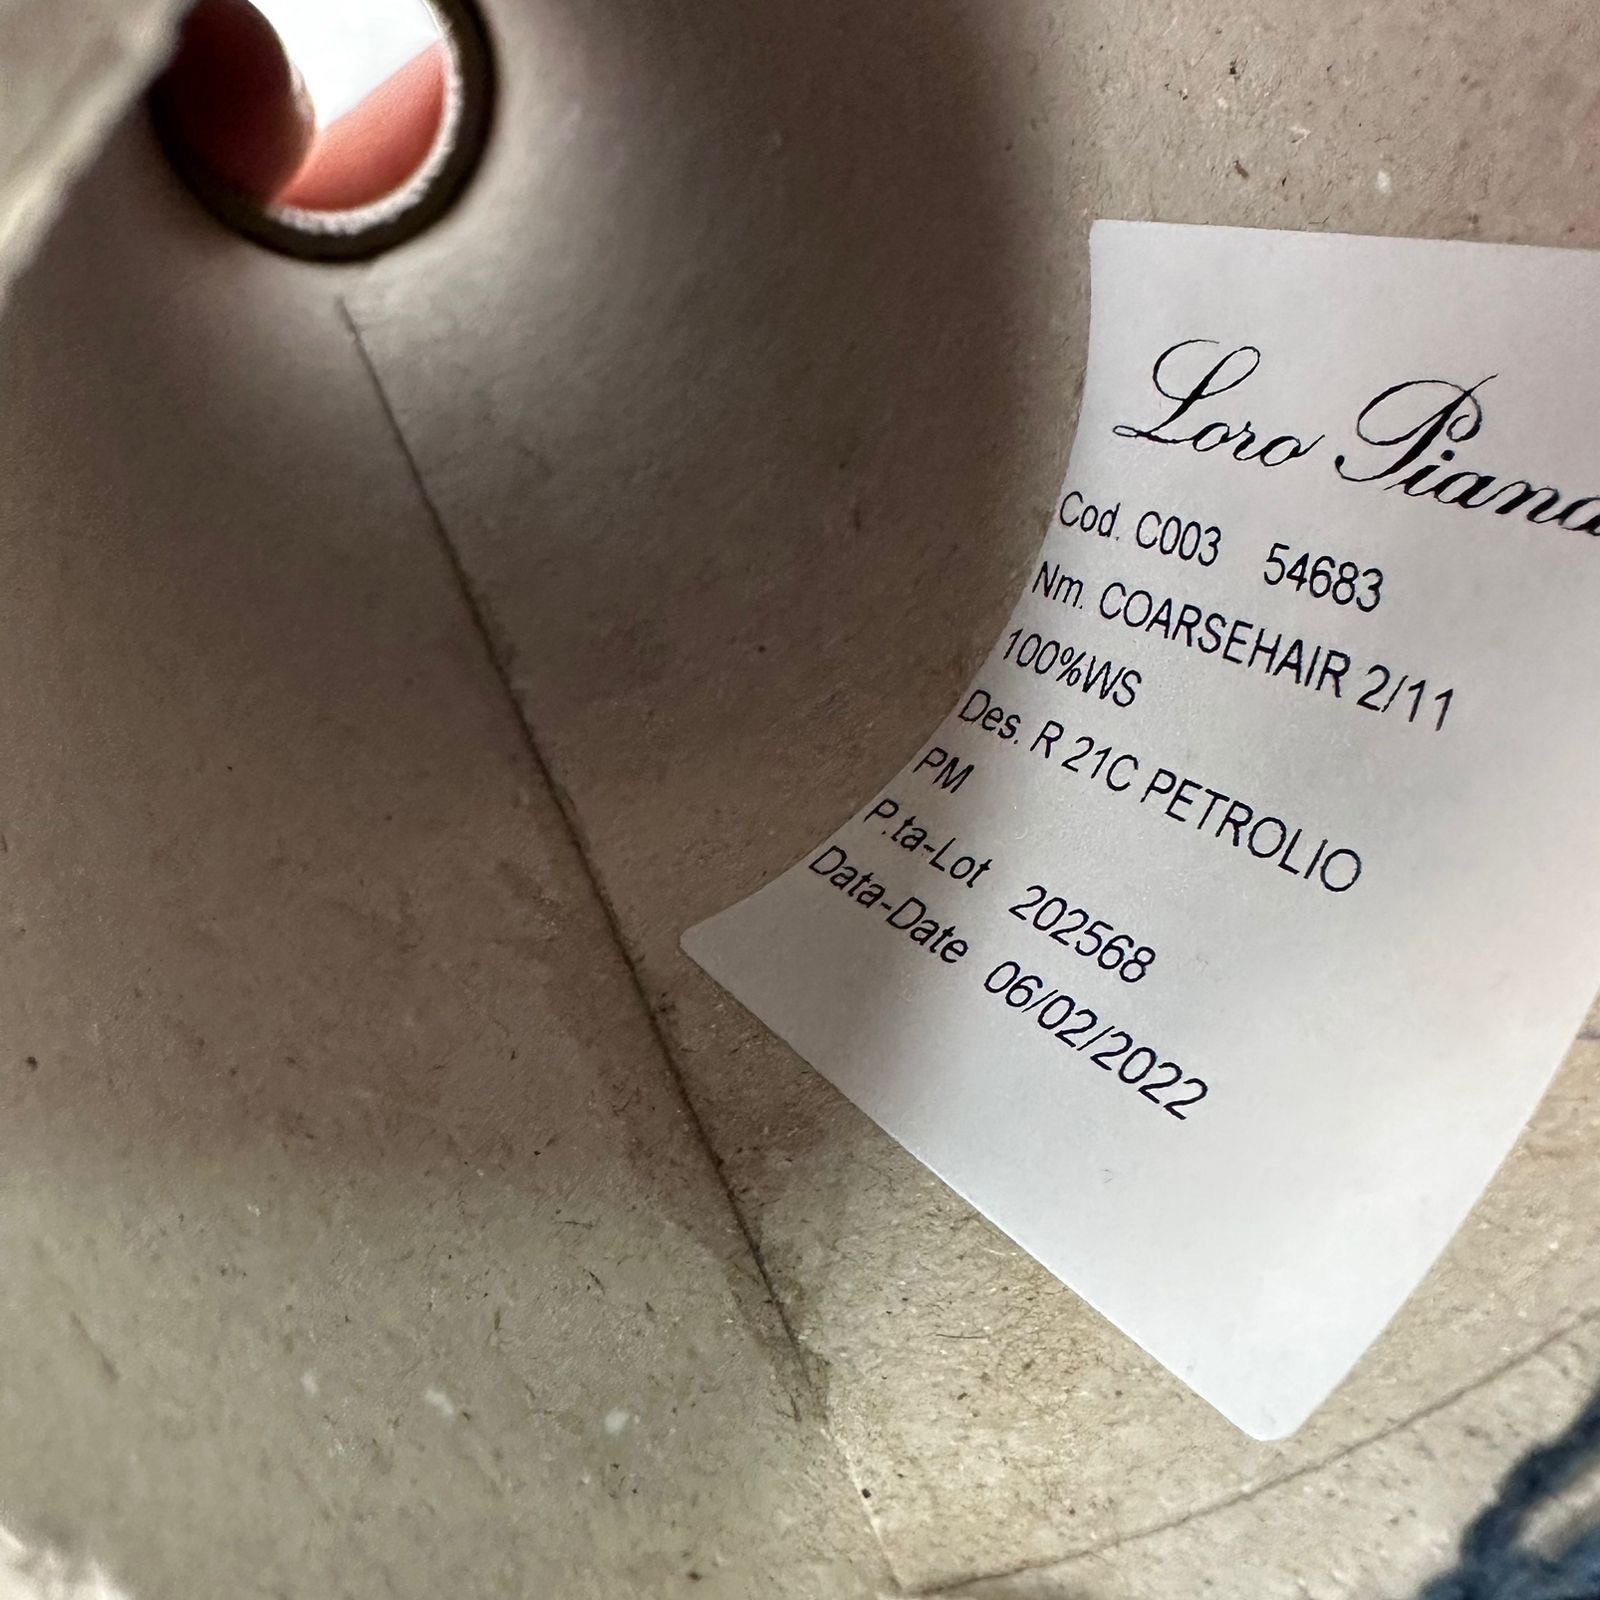 Loro Piana
Cod. C003 54683
Nm. COARSEHAIR 2/11
100%WS
Des. R 21C PETROLIO
PM
P.ta-Lot 202568
Data-Date 06/02/2022